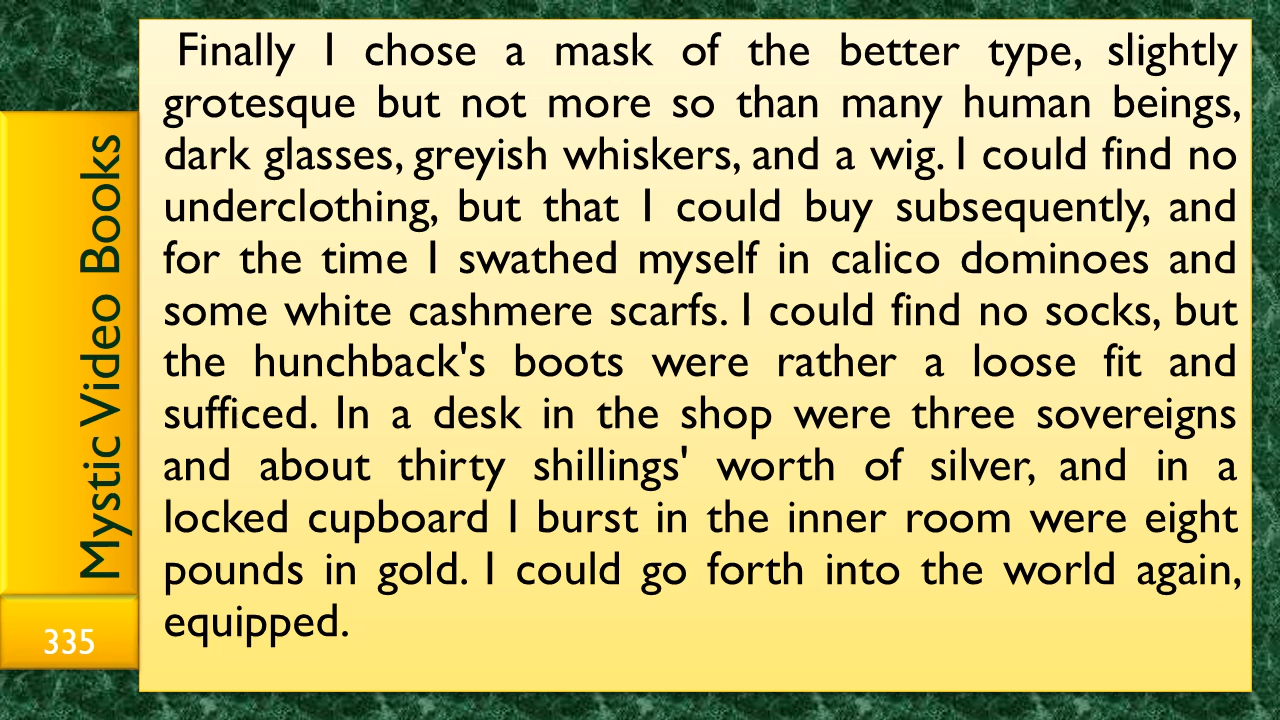 Finally I chose a mask of the better type, slightly
grotesque but not more so than many human beings,
dark glasses, greyish whiskers, and a wig. I could find no
underclothing, but that I could buy subsequently, and
for the time I swathed myself in calico dominoes and
some white cashmere scarfs. I could find no socks, but
the hunchback's boots were rather a loose fit and
sufficed. In a desk in the shop were three sovereigns
and about thirty shillings' worth of silver, and in a
locked cupboard I burst in the inner room were eight
pounds in gold. I could go forth into the world again,
equipped.
Mystic Video Books
335